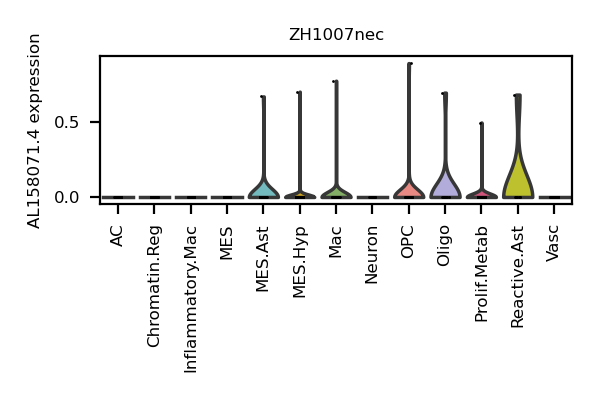 ZH1007nec
AL158071.4 expression
0.5
0.0
AC
Chromatin.Reg
Inflammatory.Mac
MES
MES.Ast
MES.Hyp
Mac
Neuron
OPC
Oligo
Prolif.Metab
Reactive.Ast
Vasc